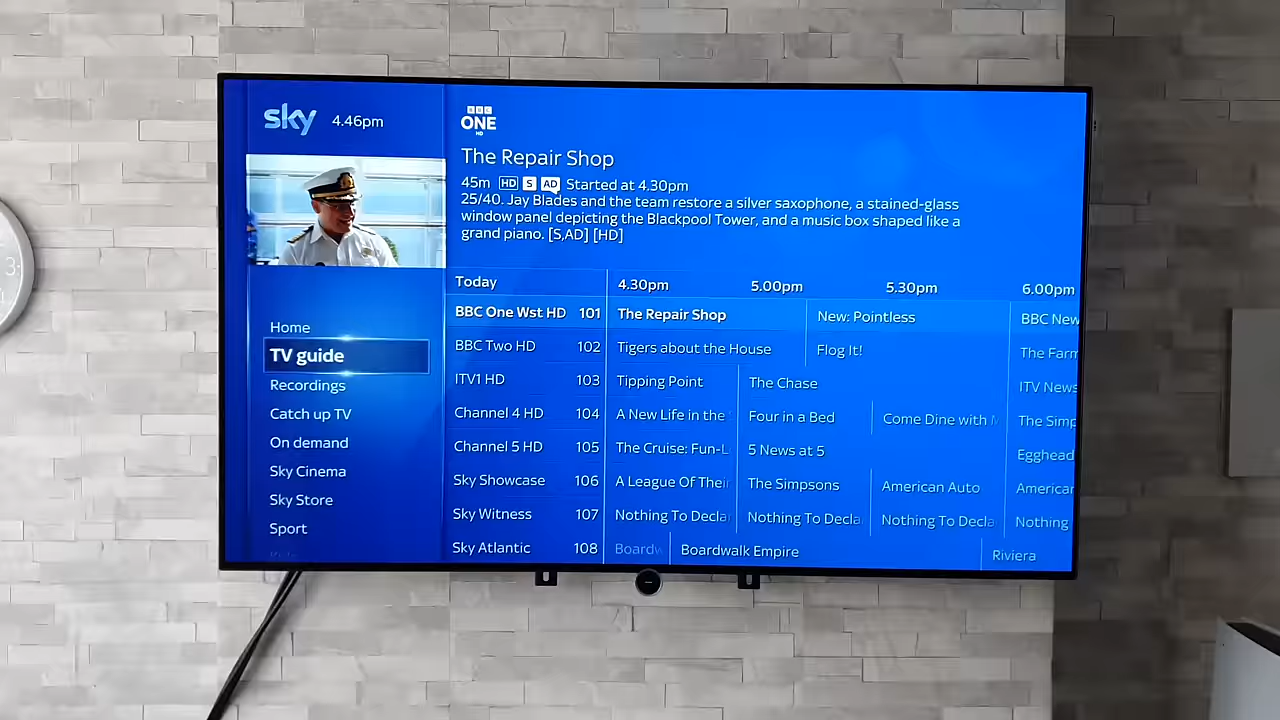 sky 4.46pm
BBC
ONE
HD
The Repair Shop
45m HD S AD Started at 4.30pm
25/40. Jay Blades and the team restore a silver saxophone, a stained-glass
window panel depicting the Blackpool Tower, and a music box shaped like a
grand piano. [S,AD] [HD]
Today 4.30pm 5.00pm 5.30pm 6.00pm
BBC One Wst HD 101 The Repair Shop New: Pointless BBC New
BBC Two HD 102 Tigers about the House Flog It! The Farm
ITV1 HD 103 Tipping Point The Chase ITV News
Channel 4 HD 104 A New Life in the Four in a Bed Come Dine with M The Simp
Channel 5 HD 105 The Cruise: Fun-L 5 News at 5 Egghead
Sky Showcase 106 A League Of Thei The Simpsons American Auto American
Sky Witness 107 Nothing To Decla Nothing To Decla Nothing To Decla Nothing
Sky Atlantic 108 Boardw Boardwalk Empire Riviera
Home
TV guide
Recordings
Catch up TV
On demand
Sky Cinema
Sky Store
Sport
Kids
3